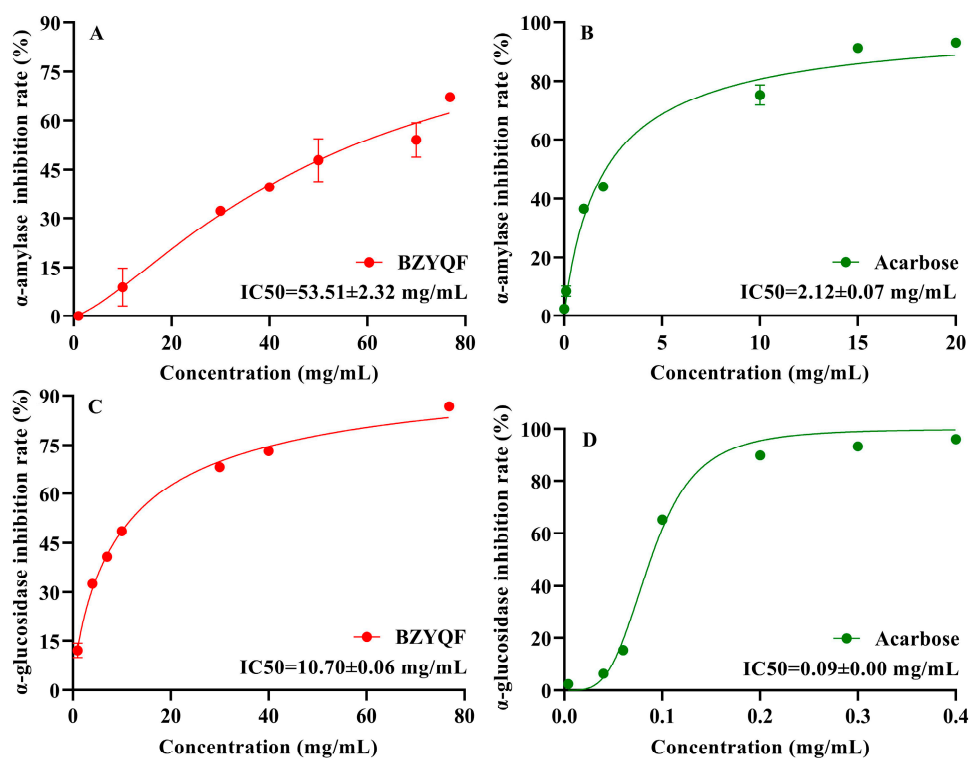 A
α-amylase inhibition rate (%)
90
75
60
45
30
15
0
BZYQF
IC50=53.51±2.32 mg/mL
0 20 40 60 80
Concentration (mg/mL)
B
α-amylase inhibition rate (%)
100
80
60
40
20
0
Acarbose
IC50=2.12±0.07 mg/mL
0 5 10 15 20
Concentration (mg/mL)
C
α-glucosidase inhibition rate (%)
90
75
60
45
30
15
0
BZYQF
IC50=10.70±0.06 mg/mL
0 20 40 60 80
Concentration (mg/mL)
D
α-glucosidase inhibition rate (%)
100
80
60
40
20
0
Acarbose
IC50=0.09±0.00 mg/mL
0.0 0.1 0.2 0.3 0.4
Concentration (mg/mL)